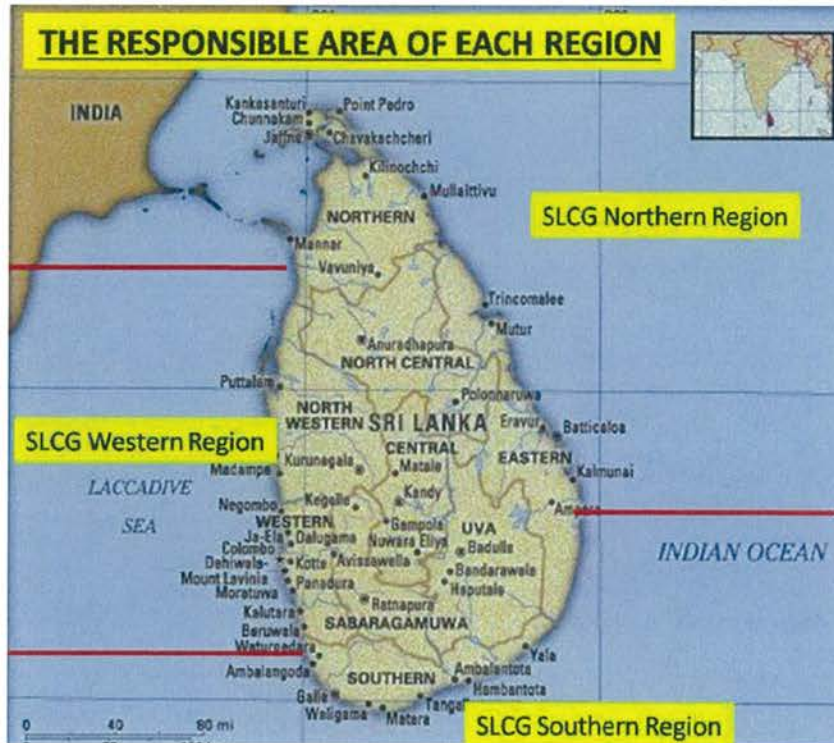 THE RESPONSIBLE AREA OF EACH REGION
INDIA
Kankesanturi
Point Pedro
Chunnakam
Jaffna
Chavakachcheri
Kilinochchi
Mullaittivu
NORTHERN
SLCG Northern Region
Mannar
Vavuniya
Trincomalee
Mutur
Anuradhapura
NORTH CENTRAL
Puttalam
Polonnaruwa
NORTH
WESTERN
SRI LANKA
Eravur
Batticaloa
SLCG Western Region
CENTRAL
EASTERN
Madampe
Kurunegala
Matale
Kalmunai
LACCADIVE
SEA
Kandy
Ampara
Negombo
Kegalle
WESTERN
Gampola
UVA
Ja-Ela
Dalugama
Nuwara Eliya
Badulla
INDIAN OCEAN
Colombo
Kotte
Avissawella
Dehiwala-
Mount Lavinia
Bandarawela
Moratuwa
Panadura
Haputale
Ratnapura
Kalutara
SABARAGAMUWA
Beruwala
Yala
Ambalangoda
SOUTHERN
Ambalantota
Hambantota
Galle
Tangal
Weligama
Matara
SLCG Southern Region
0 40 80 mi